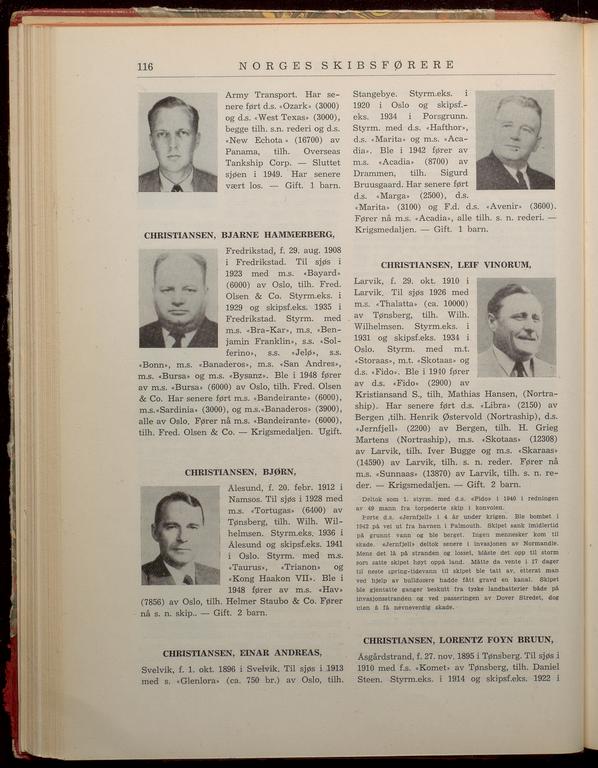 116
NORGES SKIBSFØRERE
Army Transport. Har se-
nere ført d.s. «Ozark» (3000)
og d.s. «West Texas» (3000),
begge tilh. s.n. rederi og d.s.
«New Echota» (16700) av
Panama, tilh. Overseas
Tankship Corp. — Sluttet
sjøen i 1949. Har senere
vært los. — Gift. 1 barn.
CHRISTIANSEN, BJARNE HAMMERBERG,
Fredrikstad, f. 29. aug. 1908
i Fredrikstad. Til sjøs i
1923 med m.s. «Bayard»
(6000) av Oslo, tilh. Fred.
Olsen & Co. Styrm.eks. i
1929 og skipsf.eks. 1935 i
Fredrikstad. Styrm. med
m.s. «Bra-Kar», m.s. «Ben-
jamin Franklin», s.s. «Sol-
ferino», s.s. «Jelø», s.s.
«Bonn», m.s. «Banaderos», m.s. «San Andres»,
m.s. «Bursa» og m.s. «Bysanz». Ble i 1948 fører
av m.s. «Bursa» (6000) av Oslo, tilh. Fred. Olsen
& Co. Har senere ført m.s. «Bandeirante» (6000),
m.s.«Sardinia» (3000), og m.s.«Banaderos» (3900),
alle av Oslo. Fører nå m.s. «Bandeirante» (6000),
tilh. Fred. Olsen & Co. — Krigsmedaljen. Ugift.
CHRISTIANSEN, BJØRN,
Ålesund, f. 20. febr. 1912 i
Namsos. Til sjøs i 1928 med
m.s. «Tortugas» (6400) av
Tønsberg, tilh. Wilh. Wil-
helmsen. Styrm.eks. 1936 i
Ålesund og skipsf.eks. 1941
i Oslo. Styrm. med m.s.
«Taurus», «Trianon» og
«Kong Haakon VII». Ble i
1948 fører av m.s. «Hav»
(7856) av Oslo, tilh. Helmer Staubo & Co. Fører
nå s. n. skip.. — Gift. 2 barn.
CHRISTIANSEN, EINAR ANDREAS,
Svelvik, f. 1. okt. 1896 i Svelvik. Til sjøs i 1913
med s. «Glenlora» (ca. 750 br.) av Oslo, tilh.
Stangebye. Styrm.eks. i
1920 i Oslo og skipsf.-
eks. 1934 i Porsgrunn.
Styrm. med d.s. «Hafthor»,
d.s. «Marita» og m.s. «Aca-
dia». Ble i 1942 fører av
m.s. «Acadia» (8700) av
Drammen, tilh. Sigurd
Bruusgaard. Har senere ført
d.s. «Marga» (2500), d.s.
«Marita» (3100) og F.d. d.s. «Avenir» (3600).
Fører nå m.s. «Acadia», alle tilh. s. n. rederi. —
Krigsmedaljen. — Gift. 1 barn.
CHRISTIANSEN, LEIF VINORUM,
Larvik, f. 29. okt. 1910 i
Larvik. Til sjøs 1926 med
m.s. «Thalatta» (ca. 10000)
av Tønsberg, tilh. Wilh.
Wilhelmsen. Styrm.eks. i
1931 og skipsf.eks. 1934 i
Oslo. Styrm. med m.t.
«Storaas», m.t. «Skotaas» og
d.s. «Fido». Ble i 1940 fører
av d.s. «Fido» (2900) av
Kristiansand S., tilh, Mathias Hansen, (Nortra-
ship). Har senere ført d.s. «Libra» (2150) av
Bergen ,tilh. Henrik Østervold (Nortraship), d.s.
«Jernfjell» (2200) av Bergen, tilh. H. Grieg
Martens (Nortraship), m.s. «Skotaas» (12308)
av Larvik, tilh. Iver Bugge og m.s. «Skaraas»
(14590) av Larvik, tilh. s. n. reder. Fører nå
m.s. «Sunnaas» (13870) av Larvik, tilh. s. n. re-
der. — Krigsmedaljen. — Gift. 2 barn.
Deltok som 1. styrm. med d.s. «Fido» i 1940 i redningen
av 49 mann fra torpederte skip i konvoien.
Førte d.s. «Jernfjell» i 4 år under krigen. Ble bombet i
1942 på vei ut fra havnen i Falmouth. Skipet sank imidlertid
på grunnt vann og ble berget. Ingen mennesker kom til
skade. «Jernfjell» deltok senere i invasjonen av Normandie.
Mens det lå på stranden og losset, blåste det opp til storm
som satte skipet høyt oppå land. Måtte da vente i 17 dager
til neste spring-tidevann til skipet ble tatt av, etterat man
ved hjelp av bulldosere hadde fått gravd en kanal. Skipet
ble gjentatte ganger beskutt fra tyske landbatterier både på
invasjonsstranden og ved passeringen av Dover Stredet, dog
uten å få nevneverdig skade.
CHRISTIANSEN, LORENTZ FOYN BRUUN,
Åsgårdstrand, f. 27. nov. 1895 i Tønsberg. Til sjøs i
1910 med f.s. «Komet» av Tønsberg, tilh. Daniel
Steen. Styrm.eks. i 1914 og skipsf.eks. 1922 i